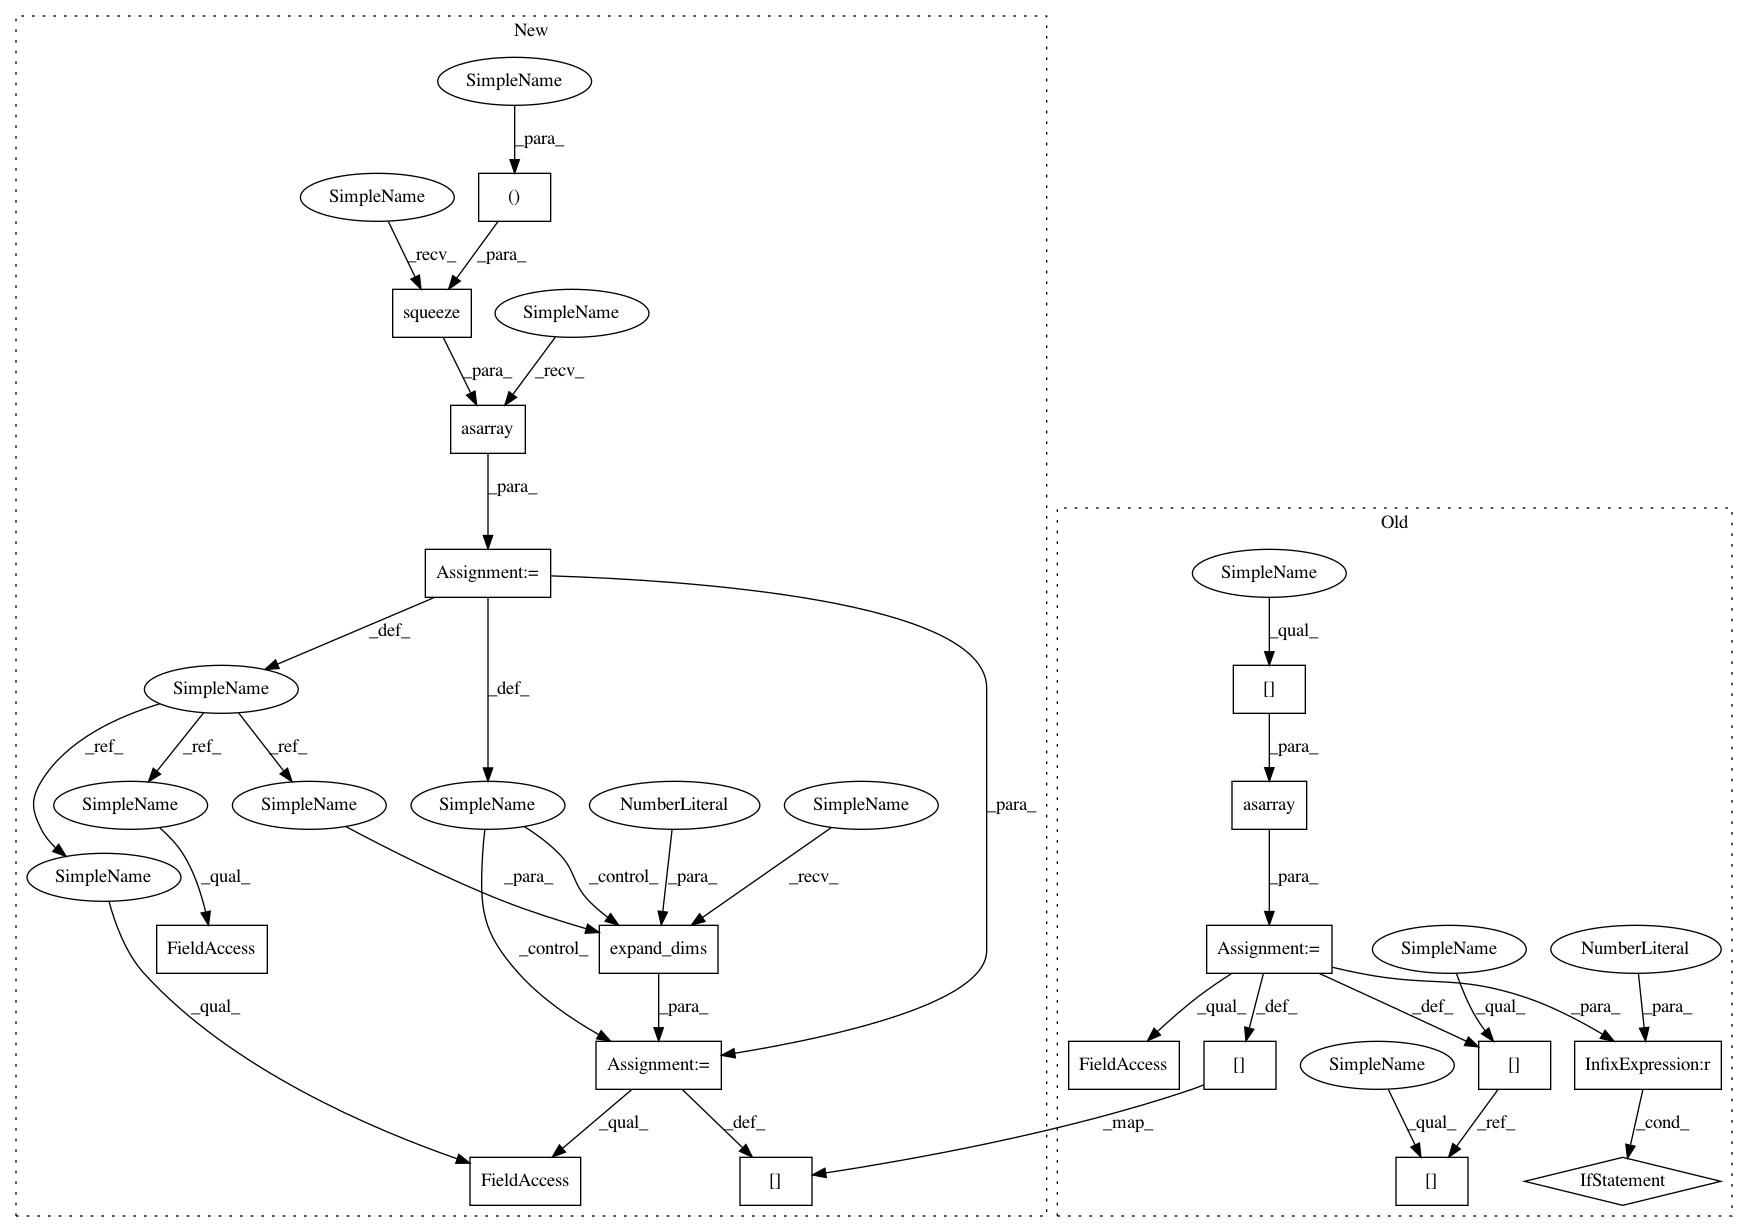 New
SimpleName
_para_
SimpleName
()
_recv_
_para_
squeeze
SimpleName
_para_
_recv_
asarray
Old
_para_
Assignment:=
SimpleName
_def_
_qual_
SimpleName
_def_
[]
_ref_
_ref_
_ref_
_para_
SimpleName
SimpleName
SimpleName
NumberLiteral
SimpleName
_para_
asarray
SimpleName
_qual_
_para_
_control_
_para_
_recv_
_para_
FieldAccess
_control_
expand_dims
Assignment:=
SimpleName
NumberLiteral
_qual_
_para_
_qual_
_def_
_def_
_qual_
_para_
_para_
Assignment:=
FieldAccess
[]
SimpleName
[]
InfixExpression:r
_qual_
_def_
_map_
_qual_
_ref_
_cond_
FieldAccess
[]
[]
IfStatement